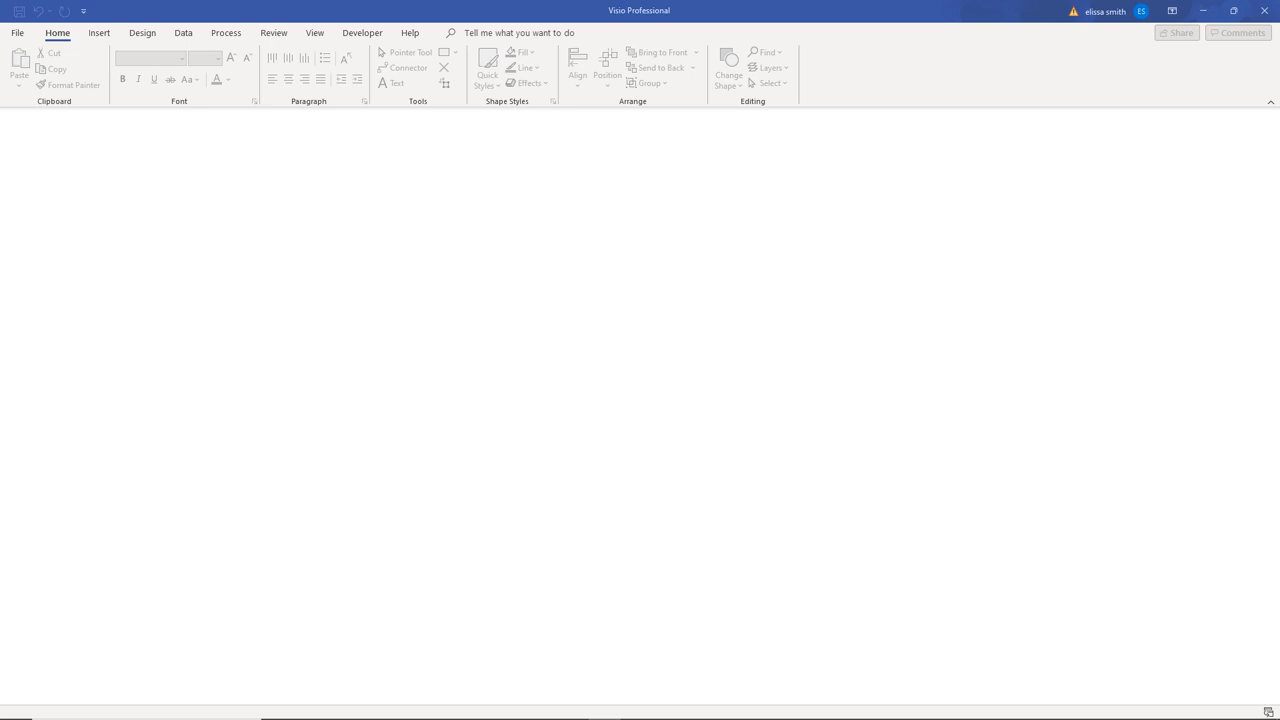 Visio Professional
elissa smith ES
File Home Insert Design Data Process Review View Developer Help Tell me what you want to do Share Comments
Paste Cut Copy Format Painter
Clipboard
B I U ab Aa A
Font
Paragraph
Pointer Tool
Connector
Text
Tools
Quick Styles
Fill
Line
Effects
Shape Styles
Align
Position
Bring to Front
Send to Back
Group
Arrange
Change Shape
Find
Layers
Select
Editing